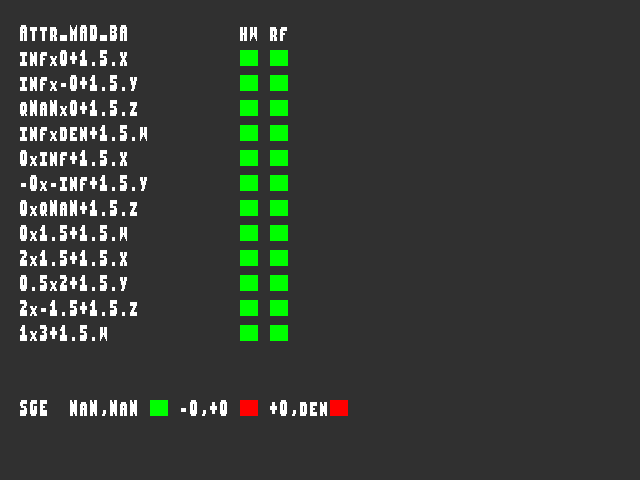 ATTR_MAD_BA HW RF
INFx0+1.5.X
INFx-0+1.5.Y
QNANx0+1.5.Z
INFxDEN+1.5.W
0xINF+1.5.X
-0x-INF+1.5.Y
0xQNAN+1.5.Z
0x1.5+1.5.W
2x1.5+1.5.X
0.5x2+1.5.Y
2x-1.5+1.5.Z
1x3+1.5.W
SGE NAN,NAN -0,+0 +0,DEN